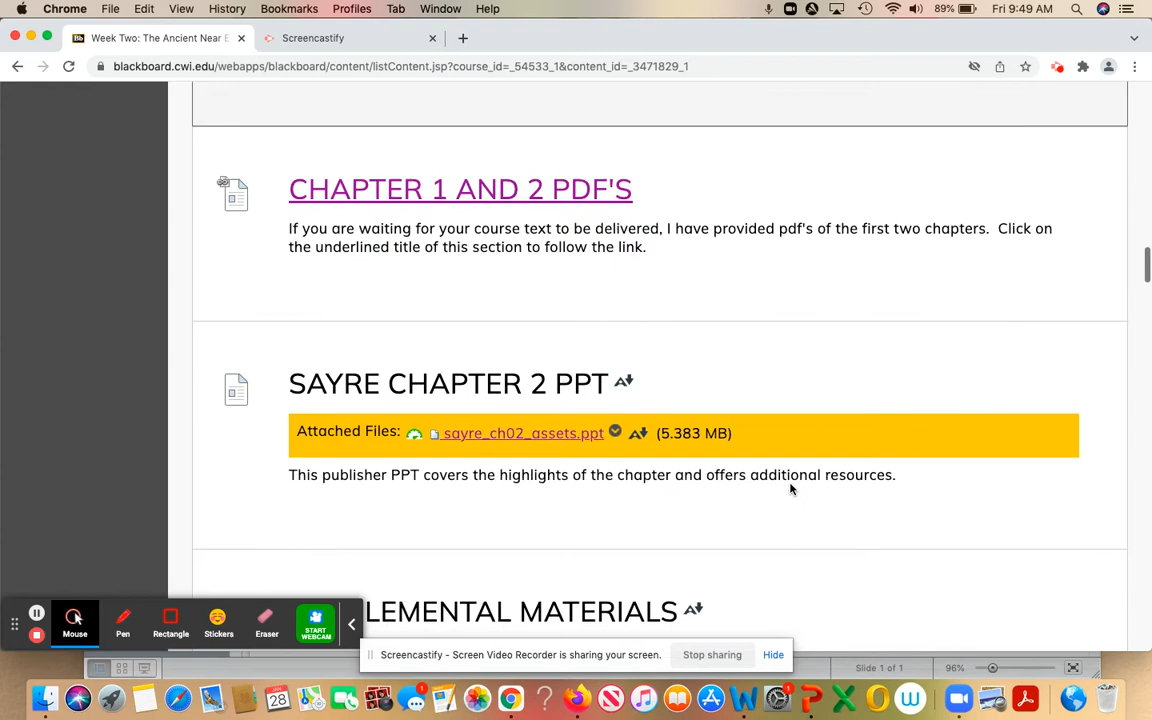 Chrome File Edit View History Bookmarks Profiles Tab Window Help 89% Fri 9:49 AM
Week Two: The Ancient Near E Screencastify
blackboard.cwi.edu/webapps/blackboard/content/listContent.jsp?course_id=_54533_1&content_id=_3471829_1
CHAPTER 1 AND 2 PDF'S
If you are waiting for your course text to be delivered, I have provided pdf's of the first two chapters. Click on
the underlined title of this section to follow the link.
SAYRE CHAPTER 2 PPT
Attached Files: sayre_ch02_assets.ppt (5.383 MB)
This publisher PPT covers the highlights of the chapter and offers additional resources.
LEMENTAL MATERIALS
Mouse Pen Rectangle Stickers Eraser START
WEBCAM
Screencastify - Screen Video Recorder is sharing your screen. Stop sharing Hide
Slide 1 of 1 96%